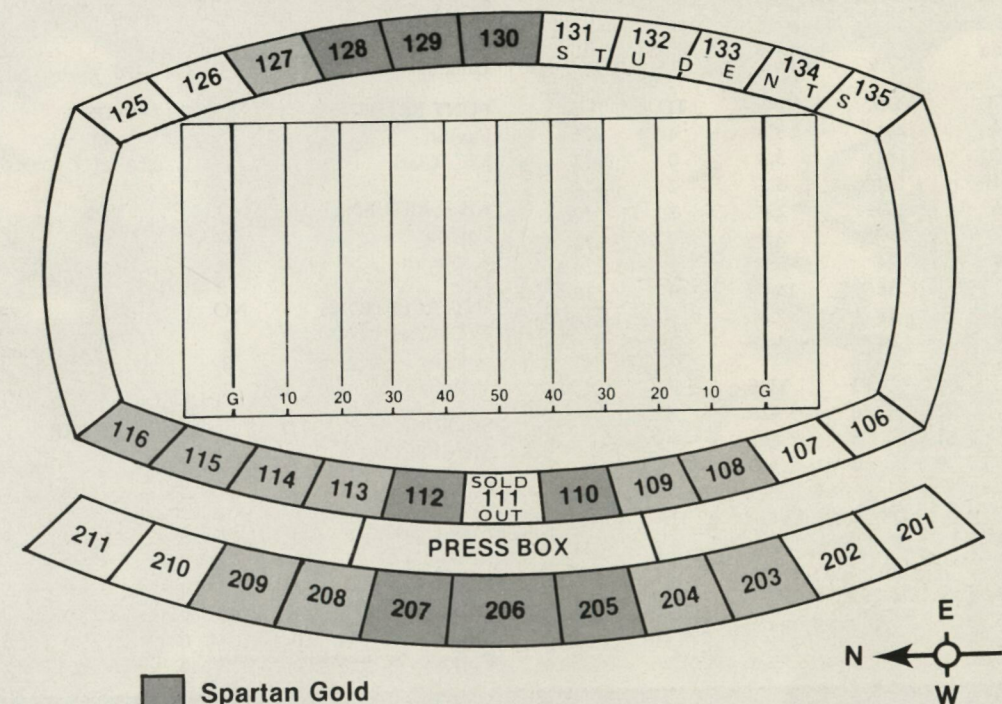 125 126 127 128 129 130 131 132 133 134 135
STUDENTS
G 10 20 30 40 50 40 30 20 10 G
116 115 114 113 112 SOLD 111 OUT 110 109 108 107 106
PRESS BOX
211 210 209 208 207 206 205 204 203 202 201
E
N
W
Spartan Gold